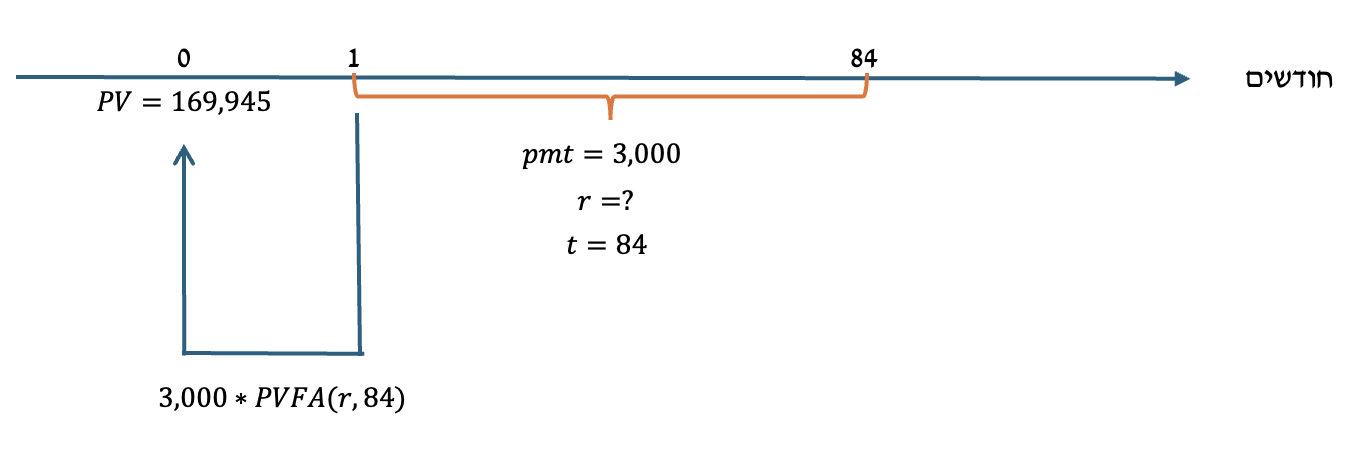 0 1 84
חודשים
PV = 169,945
pmt = 3,000
r =?
t = 84
3,000 ∗ PVFA(r, 84)